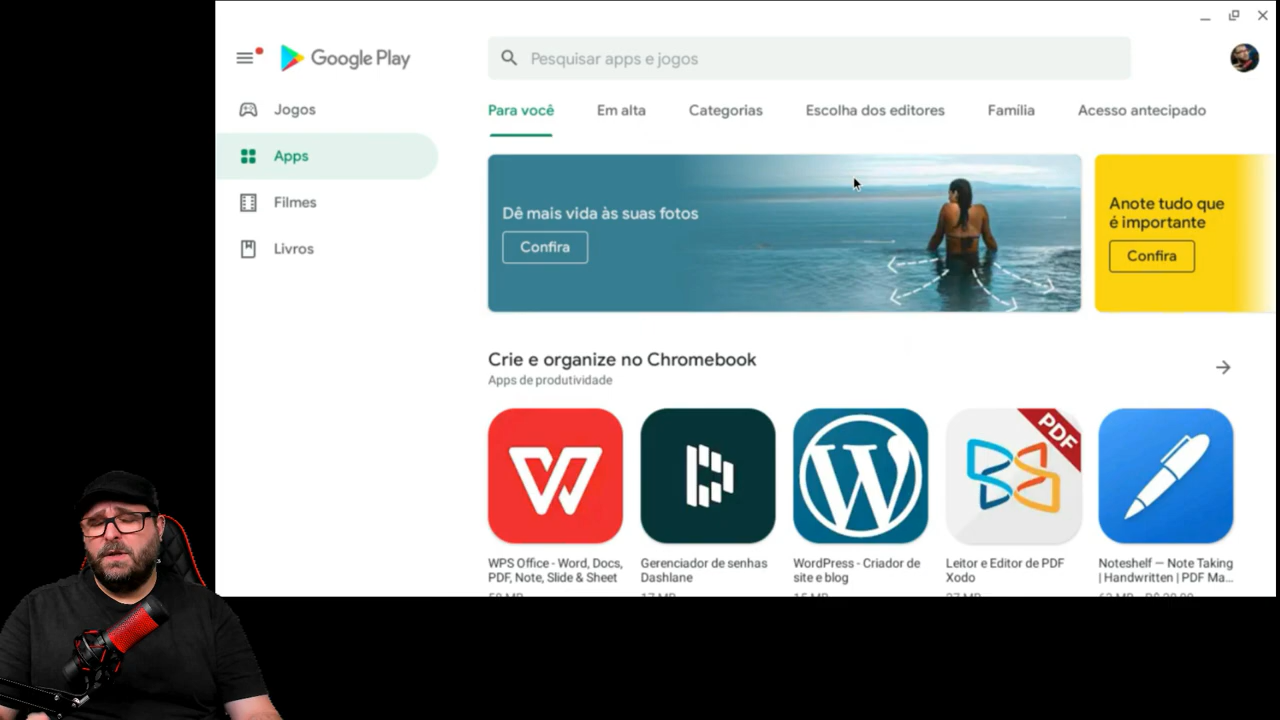 Google Play
Pesquisar apps e jogos
Jogos
Apps
Filmes
Livros
Para você
Em alta
Categorias
Escolha dos editores
Família
Acesso antecipado
Dê mais vida às suas fotos
Confira
Anote tudo que
é importante
Confira
Crie e organize no Chromebook
Apps de produtividade
PDF
WPS Office - Word, Docs,
PDF, Note, Slide & Sheet
Gerenciador de senhas
Dashlane
WordPress - Criador de
site e blog
Leitor e Editor de PDF
Xodo
Noteshelf — Note Taking
| Handwritten | PDF Ma...